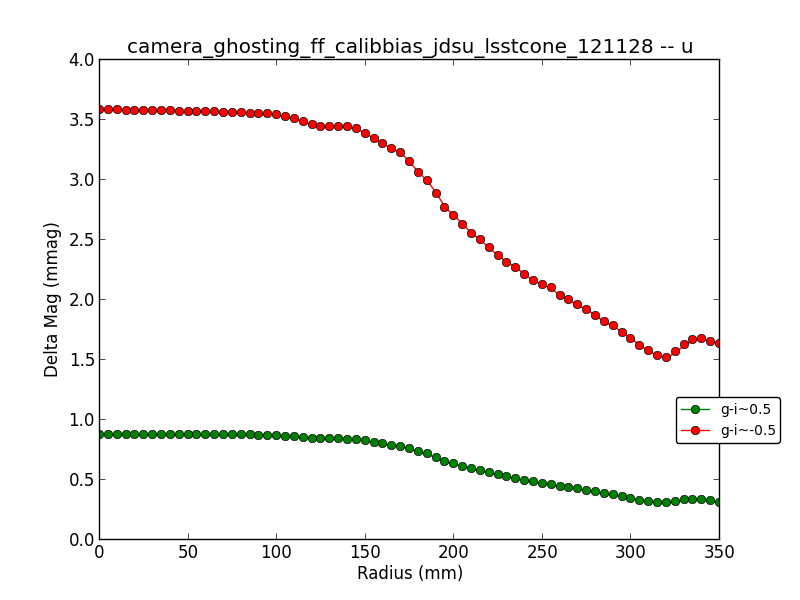 camera_ghosting_ff_calibbias_jdsu_lsstcone_121128 -- u
4.0
3.5
3.0
2.5
2.0
1.5
1.0
0.5
0.0
Delta Mag (mmag)
g-i~0.5
g-i~-0.5
0 50 100 150 200 250 300 350
Radius (mm)